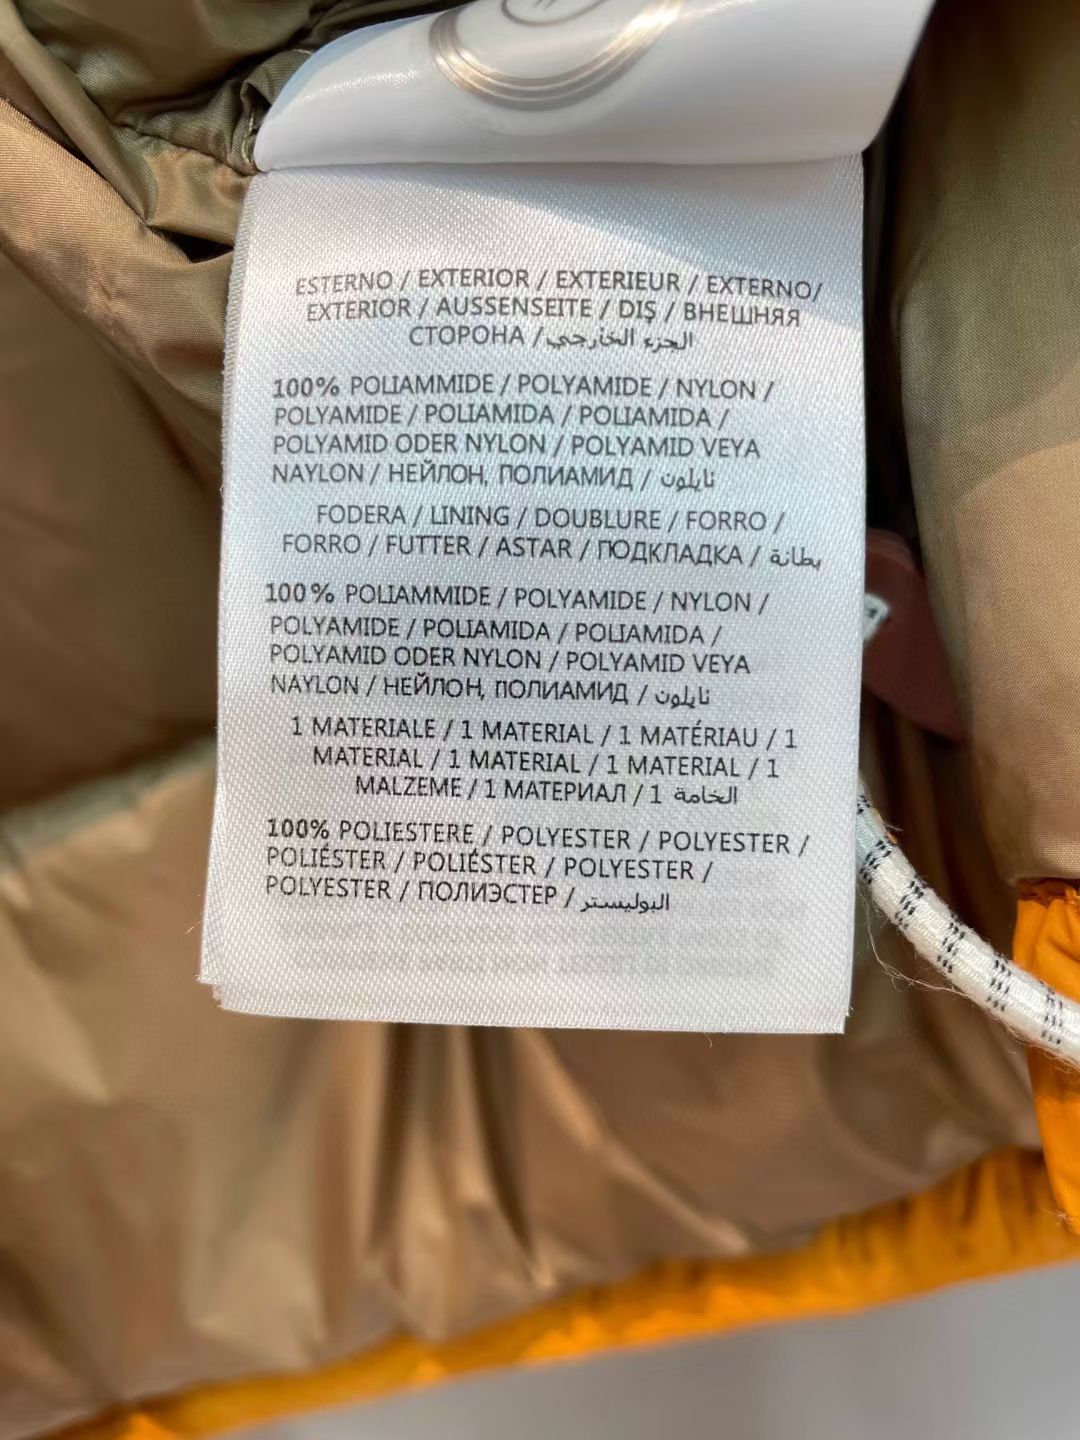 ESTERNO / EXTERIOR / EXTERIEUR / EXTERNO/
EXTERIOR / AUSSENSEITE / DIŞ / ВНЕШНЯЯ
СТОРОНА / الجزء الخارجي
100% POLIAMMIDE / POLYAMIDE / NYLON /
POLYAMIDE / POLIAMIDA / POLIAMIDA /
POLYAMID ODER NYLON / POLYAMID VEYA
NAYLON / НЕЙЛОН, ПОЛИАМИД / نايلون
FODERA / LINING / DOUBLURE / FORRO /
FORRO / FUTTER / ASTAR / ПОДКЛАДКА / بطانة
100% POLIAMMIDE / POLYAMIDE / NYLON /
POLYAMIDE / POLIAMIDA / POLIAMIDA /
POLYAMID ODER NYLON / POLYAMID VEYA
NAYLON / НЕЙЛОН, ПОЛИАМИД / نايلون
1 MATERIALE / 1 MATERIAL / 1 MATÉRIAU / 1
MATERIAL / 1 MATERIAL / 1 MATERIAL / 1
MALZEME / 1 МАТЕРИАЛ / 1 الخامة
100% POLIESTERE / POLYESTER / POLYESTER /
POLIÉSTER / POLIÉSTER / POLYESTER /
POLYESTER / ПОЛИЭСТЕР / البوليستر